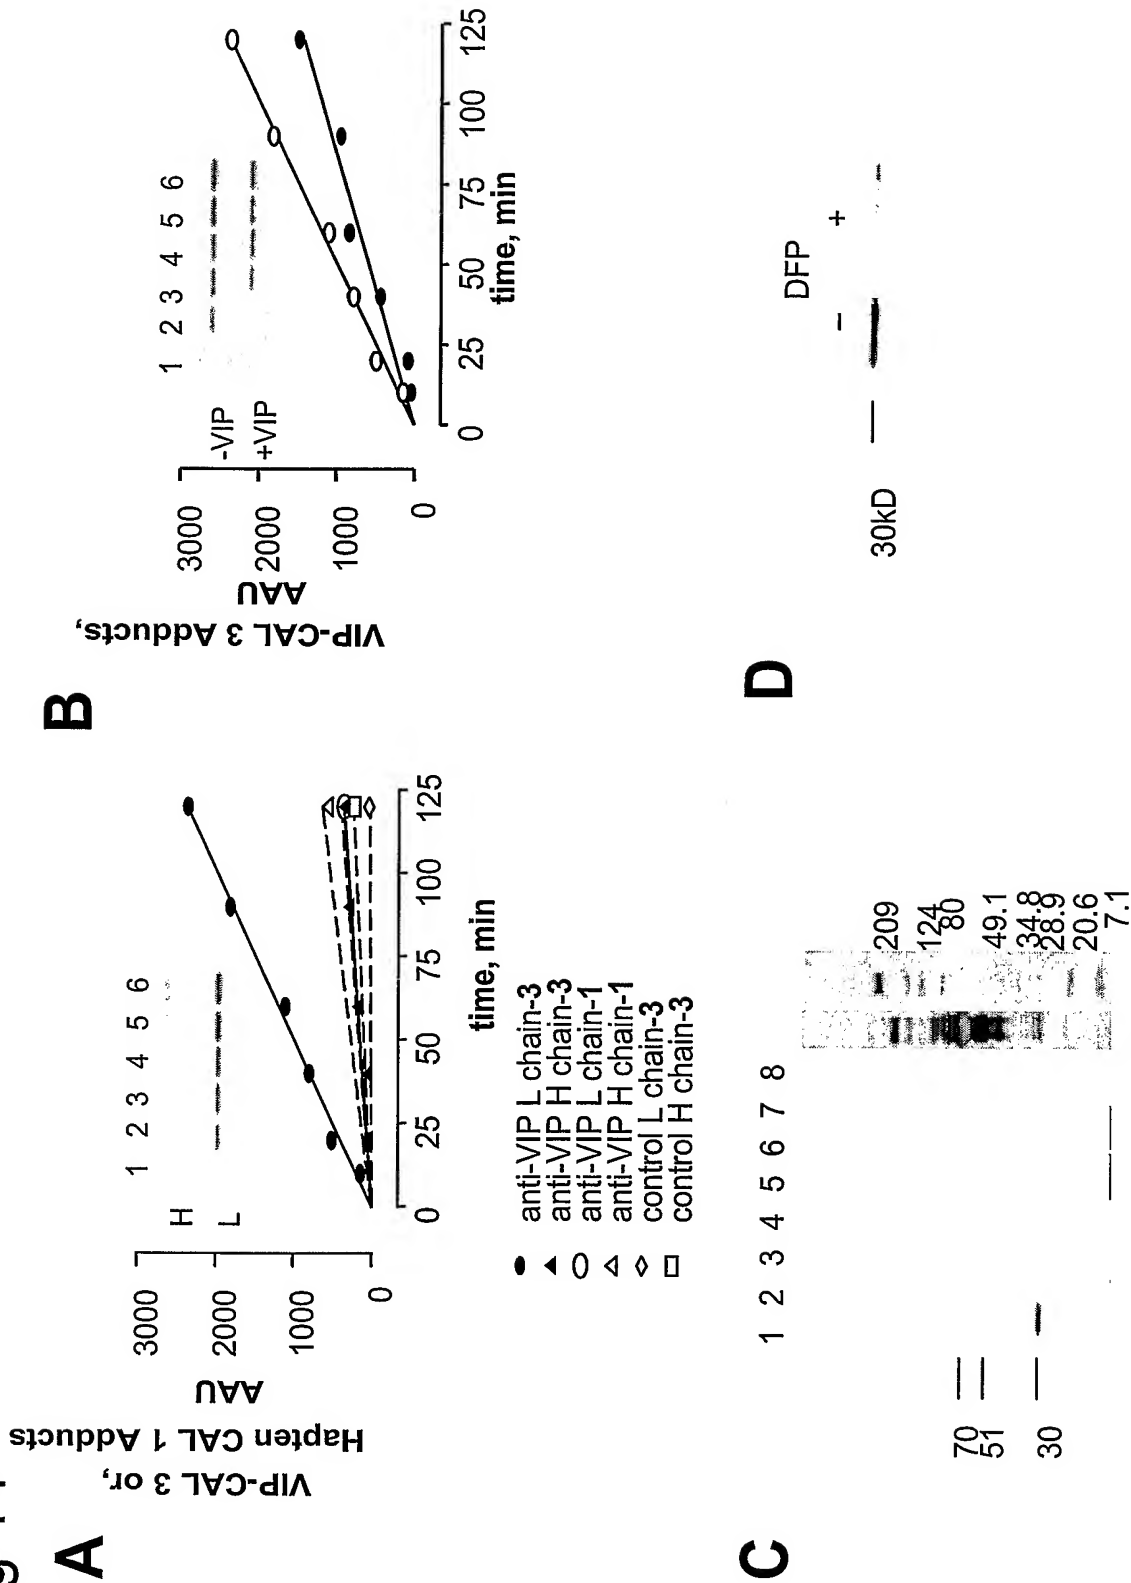 A
VIP-CAL 3 or,
Hapten CAL 1 Adducts
AAU
3000
2000
1000
0
H
L
1 2 3 4 5 6
0 25 50 75 100 125
time, min
anti-VIP L chain-3
anti-VIP H chain-3
anti-VIP L chain-1
anti-VIP H chain-1
control L chain-3
control H chain-3
B
VIP-CAL 3 Adducts,
AAU
3000
2000
1000
0
-VIP
+VIP
1 2 3 4 5 6
0 25 50 75 100 125
time, min
C
1 2 3 4 5 6 7 8
70
51
30
209
124
80
49.1
34.8
28.9
20.6
7.1
D
DFP
− +
30kD